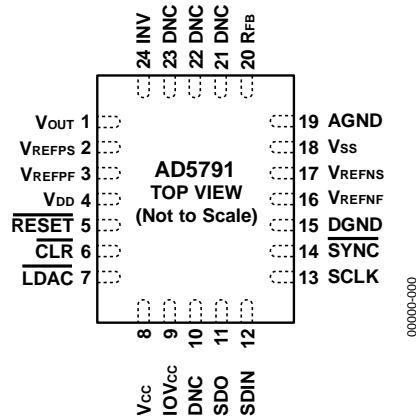 24 INV
23 DNC
22 DNC
21 DNC
20 RFB
VOUT 1
VREFPS 2
VREFPF 3
VDD 4
RESET 5
CLR 6
LDAC 7
AD5791
TOP VIEW
(Not to Scale)
19 AGND
18 VSS
17 VREFNS
16 VREFNF
15 DGND
14 SYNC
13 SCLK
VCC 8
IOVCC 9
DNC 10
SDO 11
SDIN 12
00000-000